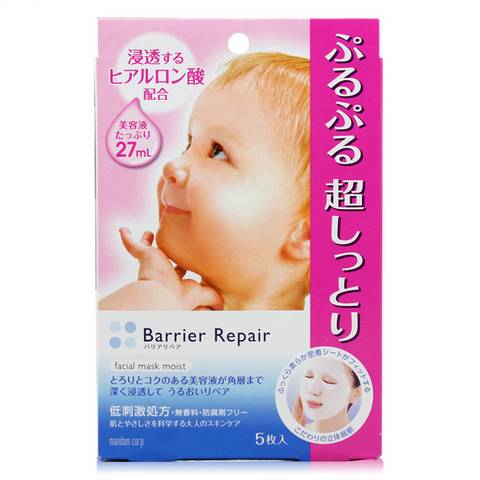 浸透する
ヒアルロン酸
配合
美容液
たっぷり
27mL
ぷるぷる 超しっとり
Barrier Repair
バリアリペア
facial mask moist
とろりとコクのある美容液が角層まで
深く浸透して うるおいリペア
低刺激処方・無香料・防腐剤フリー
肌とやさしさを科学する大人のスキンケア
mandom corp.
ふっくら柔らか密着シートがフィットする
こだわりの立体裁断
5枚入